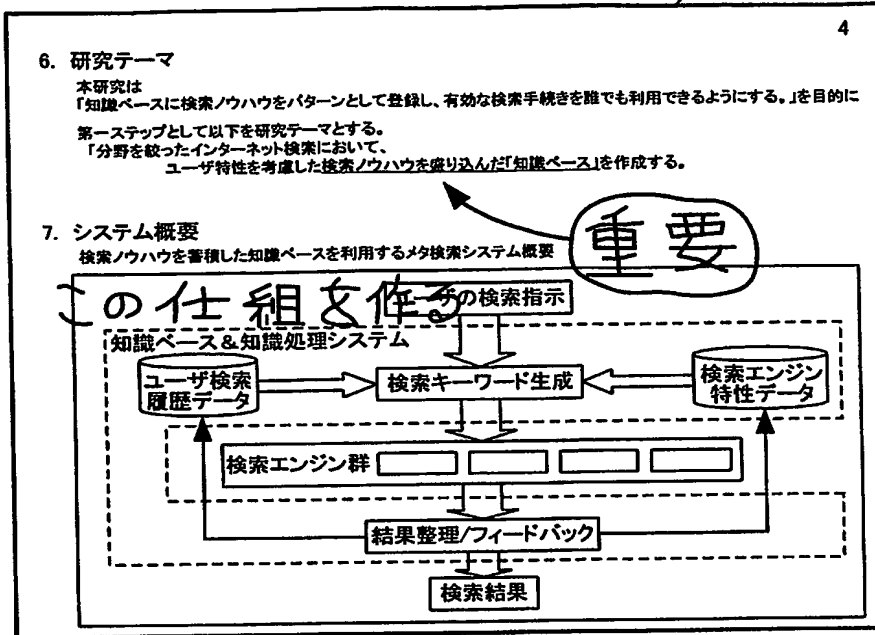 4
6. 研究テーマ
本研究は
「知識ベースに検索ノウハウをパターンとして登録し、有効な検索手続きを誰でも利用できるようにする。」を目的に
第一ステップとして以下を研究テーマとする。
「分野を絞ったインターネット検索において、
ユーザ特性を考慮した検索ノウハウを盛り込んだ「知識ベース」を作成する。
重要
7. システム概要
検索ノウハウを蓄積した知識ベースを利用するメタ検索システム概要
この仕組を作る
ユーザの検索指示
知識ベース&知識処理システム
ユーザ検索
履歴データ
検索キーワード生成
検索エンジン
特性データ
検索エンジン群
結果整理/フィードバック
検索結果